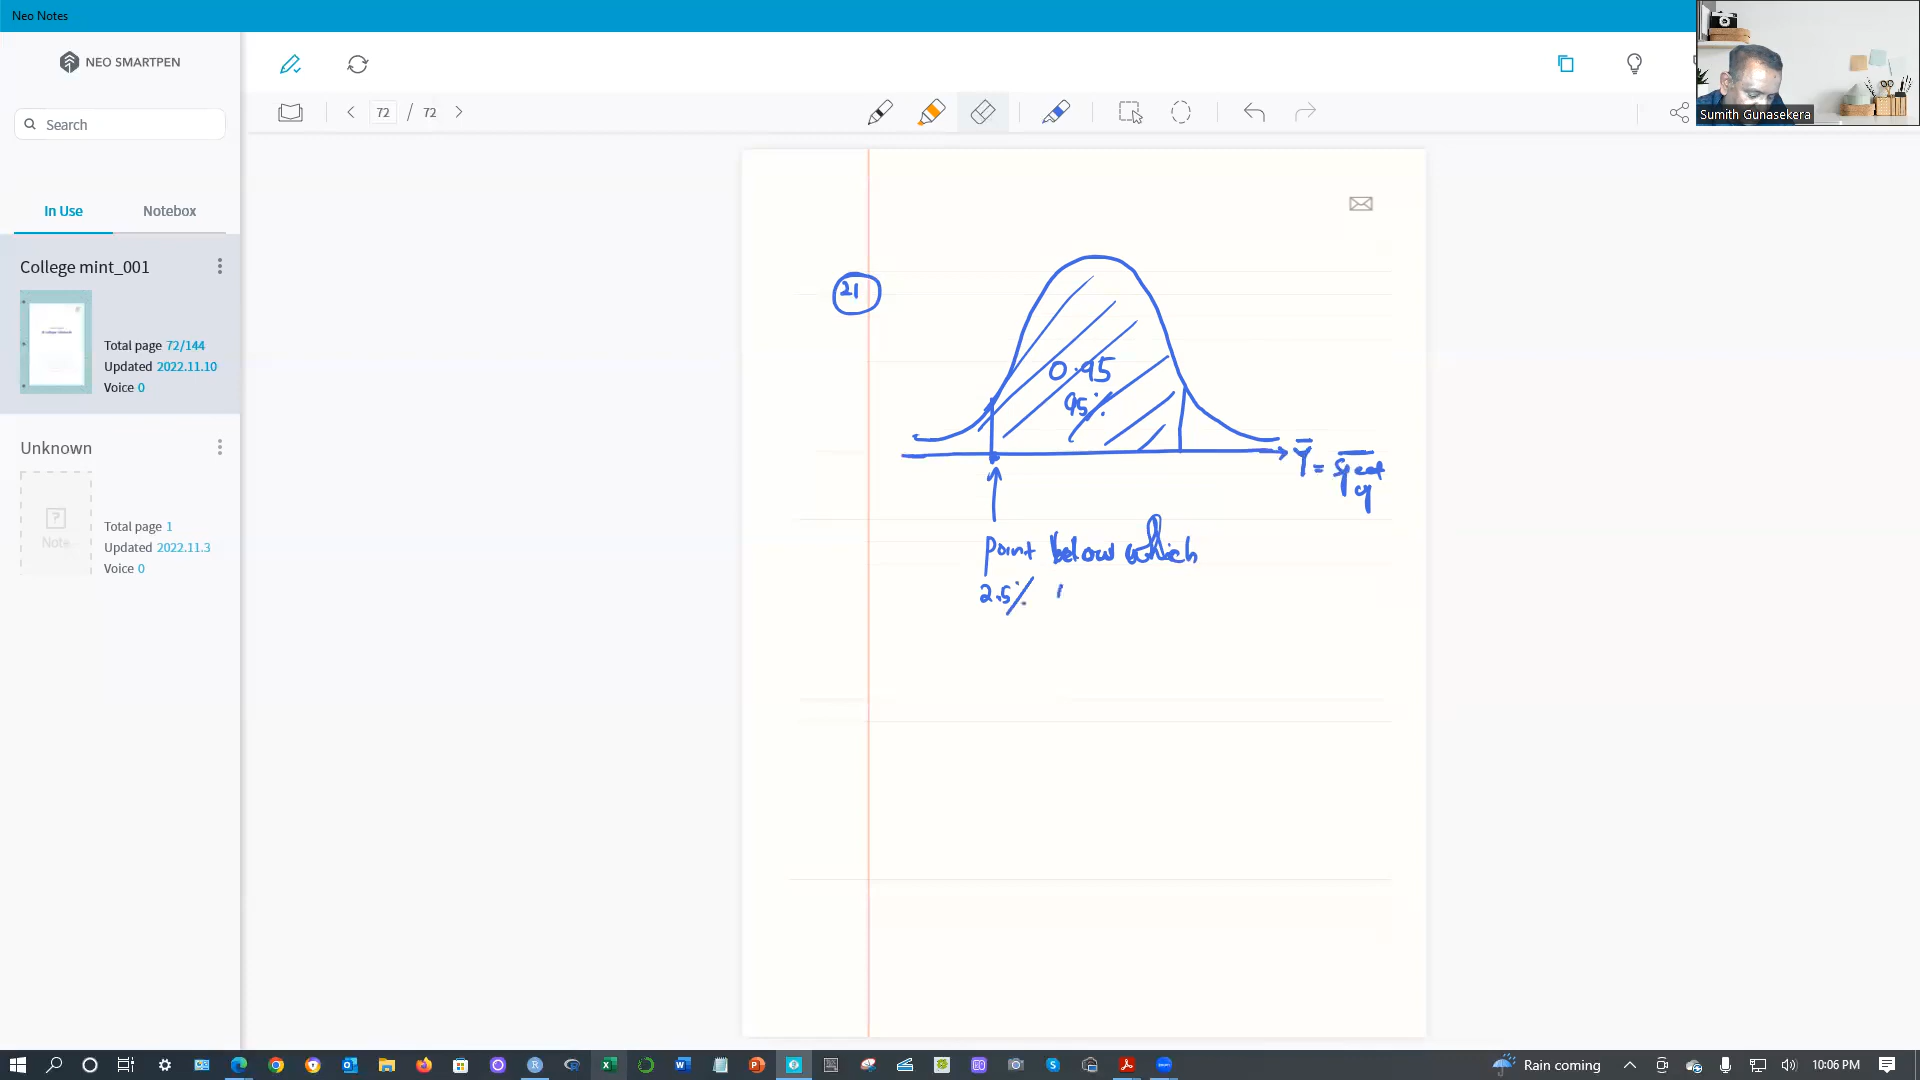 Neo Notes
NEO SMARTPEN
Search
In Use
Notebox
College mint_001
Total page 72/144
Updated 2022.11.10
Voice 0
Unknown
Note
Total page 1
Updated 2022.11.3
Voice 0
72 / 72
Sumith Gunasekera
21
0.95
95%
Point below which
2.5%
Rain coming
10:06 PM